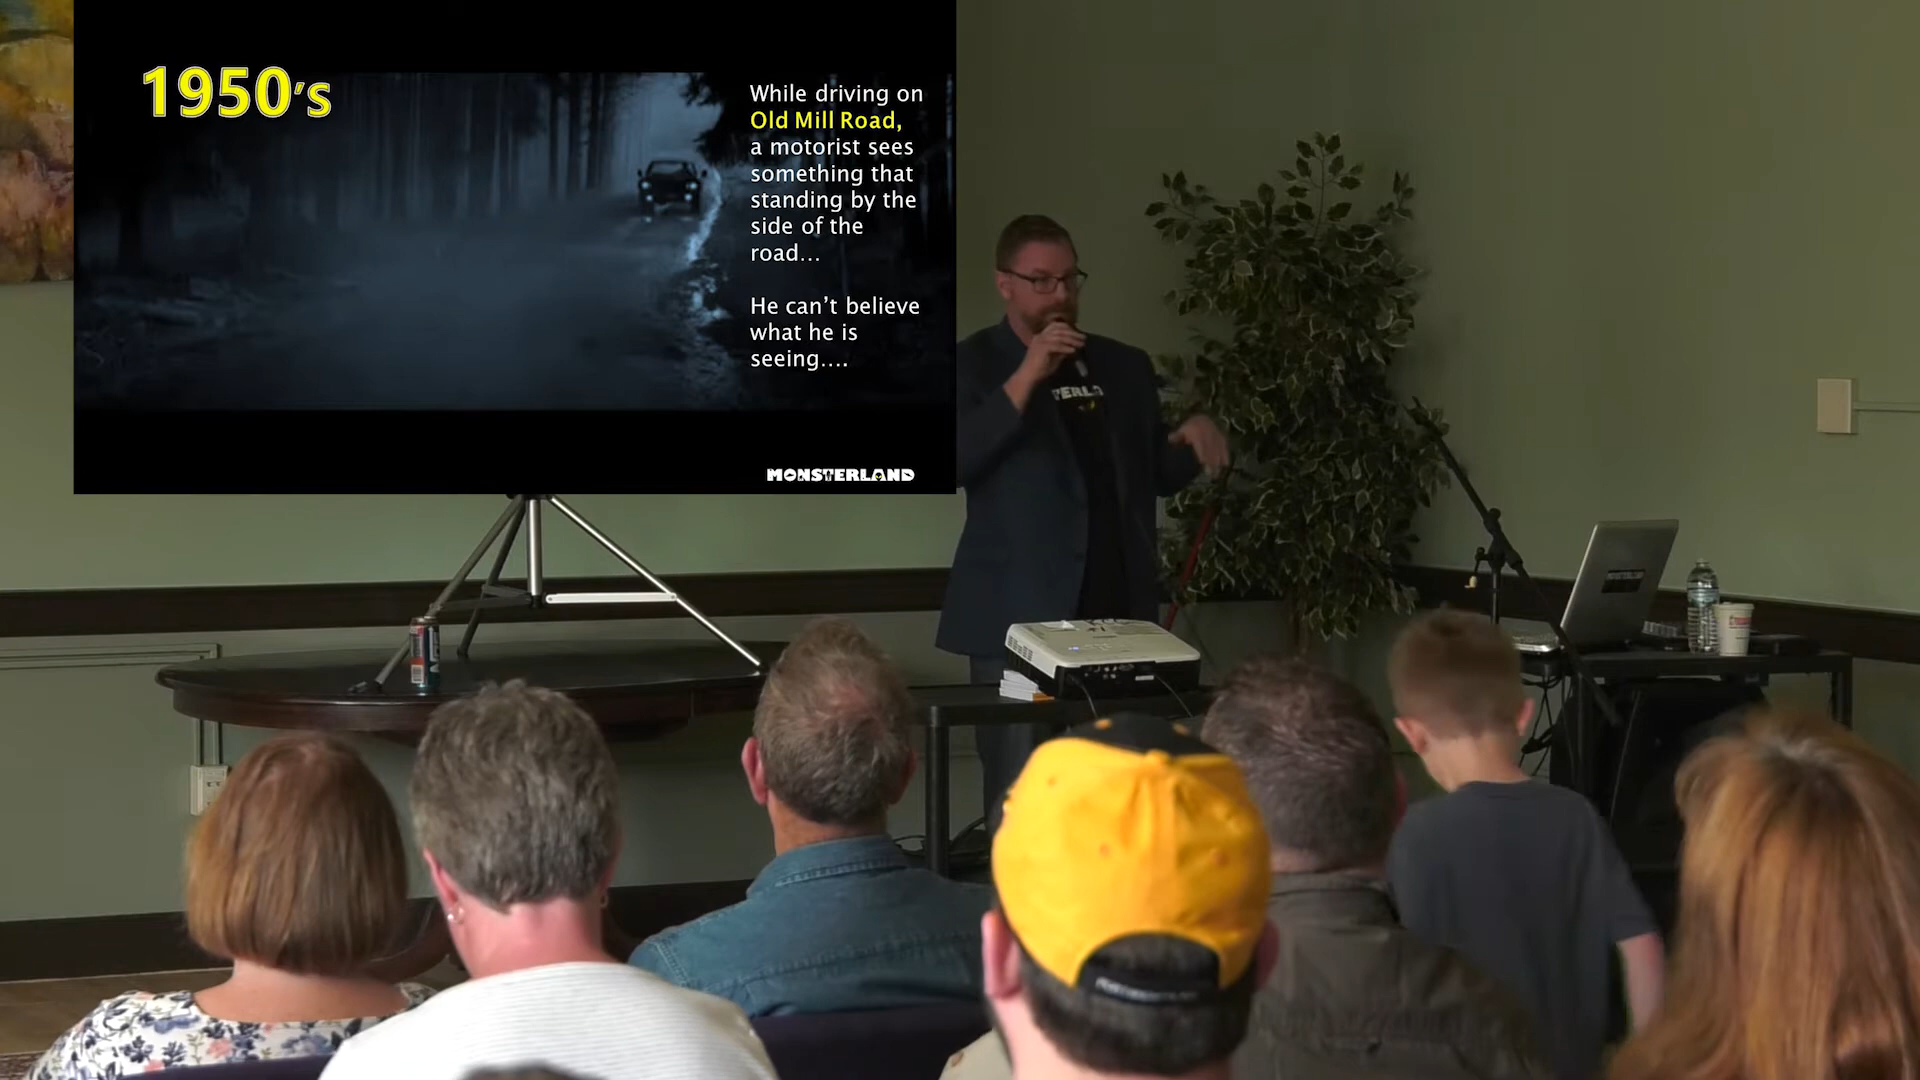 1950's
While driving on
Old Mill Road,
a motorist sees
something that
standing by the
side of the
road...
He can't believe
what he is
seeing....
MONSTERLAND
TERLA